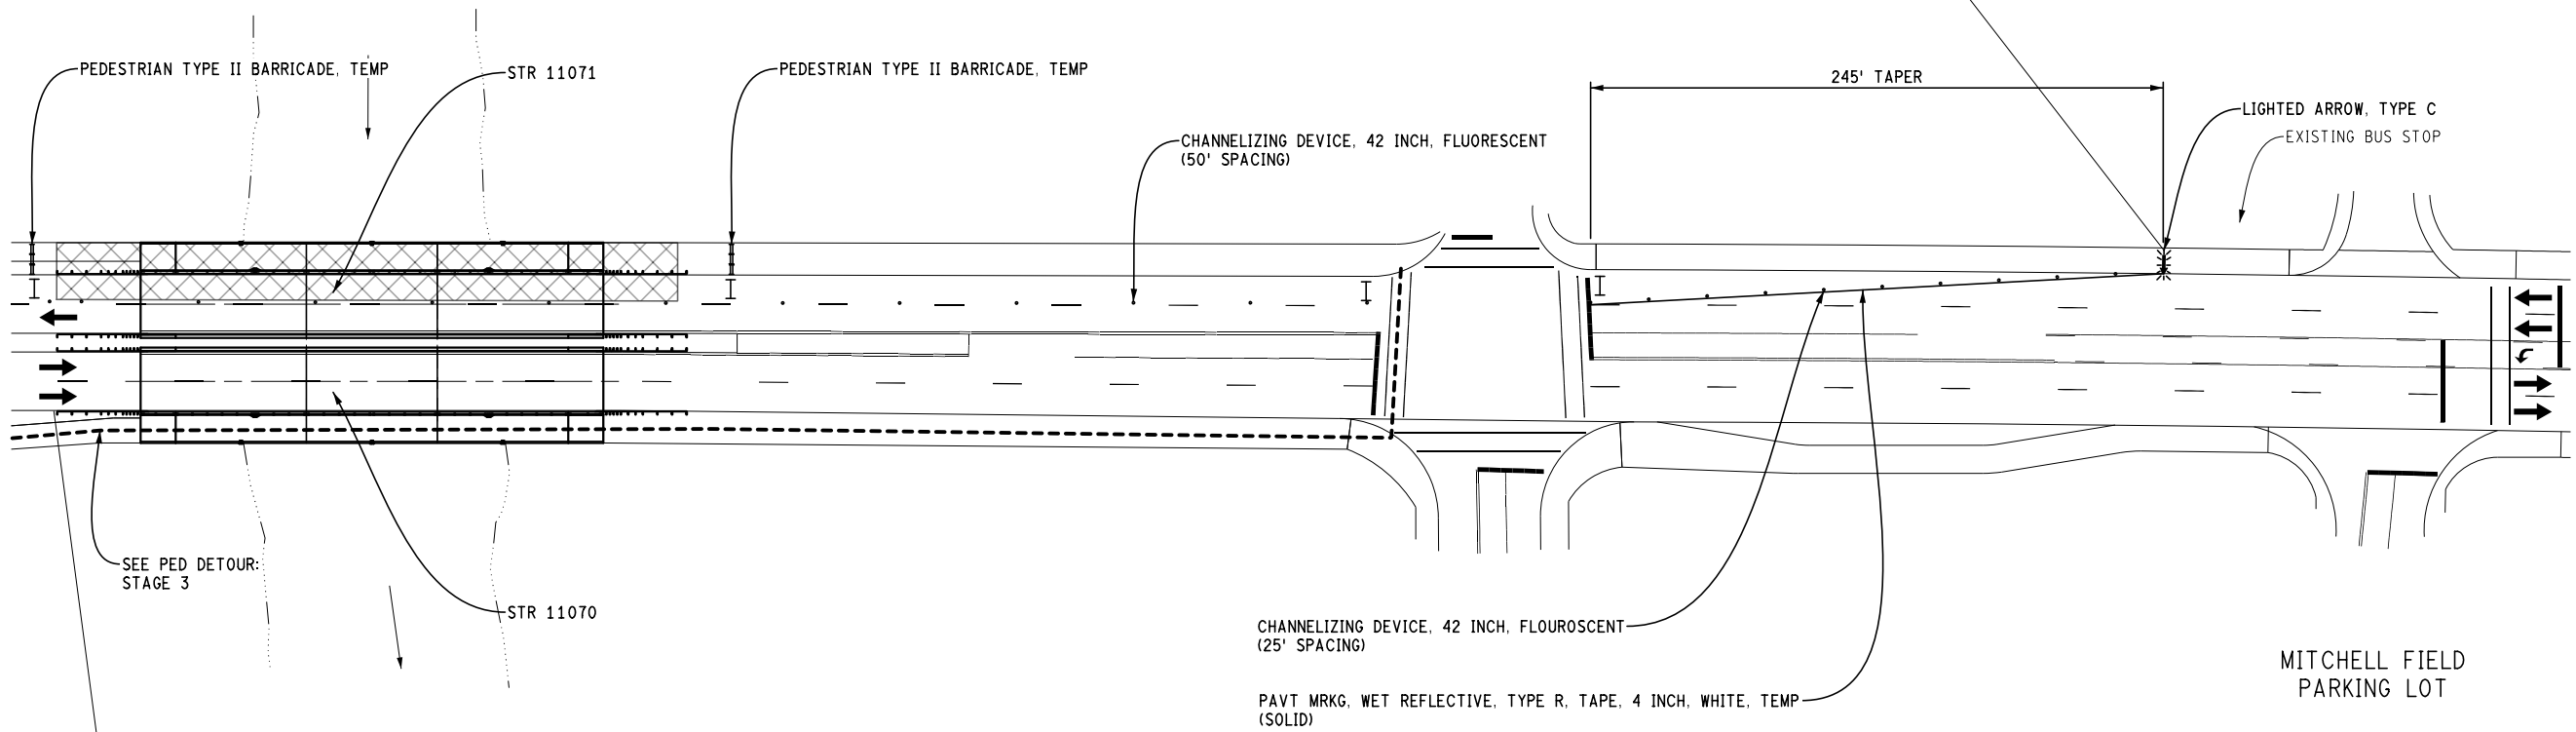 PEDESTRIAN TYPE II BARRICADE, TEMP
STR 11071
PEDESTRIAN TYPE II BARRICADE, TEMP
245' TAPER
LIGHTED ARROW, TYPE C
EXISTING BUS STOP
CHANNELIZING DEVICE, 42 INCH, FLUORESCENT
(50' SPACING)
SEE PED DETOUR:
STAGE 3
STR 11070
CHANNELIZING DEVICE, 42 INCH, FLOUROSCENT
(25' SPACING)
MITCHELL FIELD
PARKING LOT
PAVT MRKG, WET REFLECTIVE, TYPE R, TAPE, 4 INCH, WHITE, TEMP
(SOLID)